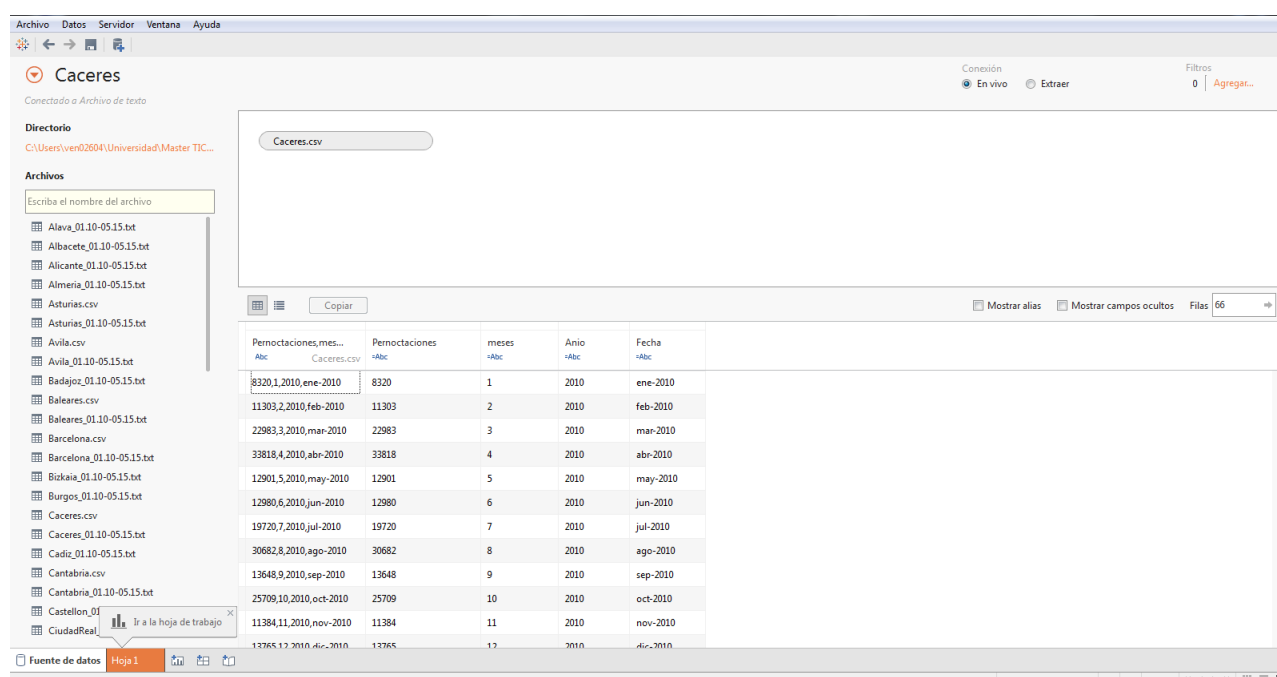 Archivo Datos Servidor Ventana Ayuda
Caceres
Conectado a Archivo de texto
Conexión
En vivo Extraer
Filtros
0 Agregar...
Directorio
C:\Users\ven02604\Universidad\Master TIC...
Archivos
Escriba el nombre del archivo
Alava_01.10-05.15.txt
Albacete_01.10-05.15.txt
Alicante_01.10-05.15.txt
Almeria_01.10-05.15.txt
Asturias.csv
Asturias_01.10-05.15.txt
Avila.csv
Avila_01.10-05.15.txt
Badajoz_01.10-05.15.txt
Baleares.csv
Baleares_01.10-05.15.txt
Barcelona.csv
Barcelona_01.10-05.15.txt
Bizkaia_01.10-05.15.txt
Burgos_01.10-05.15.txt
Caceres.csv
Caceres_01.10-05.15.txt
Cadiz_01.10-05.15.txt
Cantabria.csv
Cantabria_01.10-05.15.txt
Castellon_01
CiudadReal_
Ir a la hoja de trabajo
Caceres.csv
Copiar
Mostrar alias Mostrar campos ocultos Filas 66
Pernoctaciones,mes... Pernoctaciones meses Anio Fecha
Abc Caceres.csv =Abc =Abc =Abc =Abc
8320,1,2010,ene-2010 8320 1 2010 ene-2010
11303,2,2010,feb-2010 11303 2 2010 feb-2010
22983,3,2010,mar-2010 22983 3 2010 mar-2010
33818,4,2010,abr-2010 33818 4 2010 abr-2010
12901,5,2010,may-2010 12901 5 2010 may-2010
12980,6,2010,jun-2010 12980 6 2010 jun-2010
19720,7,2010,jul-2010 19720 7 2010 jul-2010
30682,8,2010,ago-2010 30682 8 2010 ago-2010
13648,9,2010,sep-2010 13648 9 2010 sep-2010
25709,10,2010,oct-2010 25709 10 2010 oct-2010
11384,11,2010,nov-2010 11384 11 2010 nov-2010
13765,12,2010,dic-2010 13765 12 2010 dic-2010
Fuente de datos Hoja 1